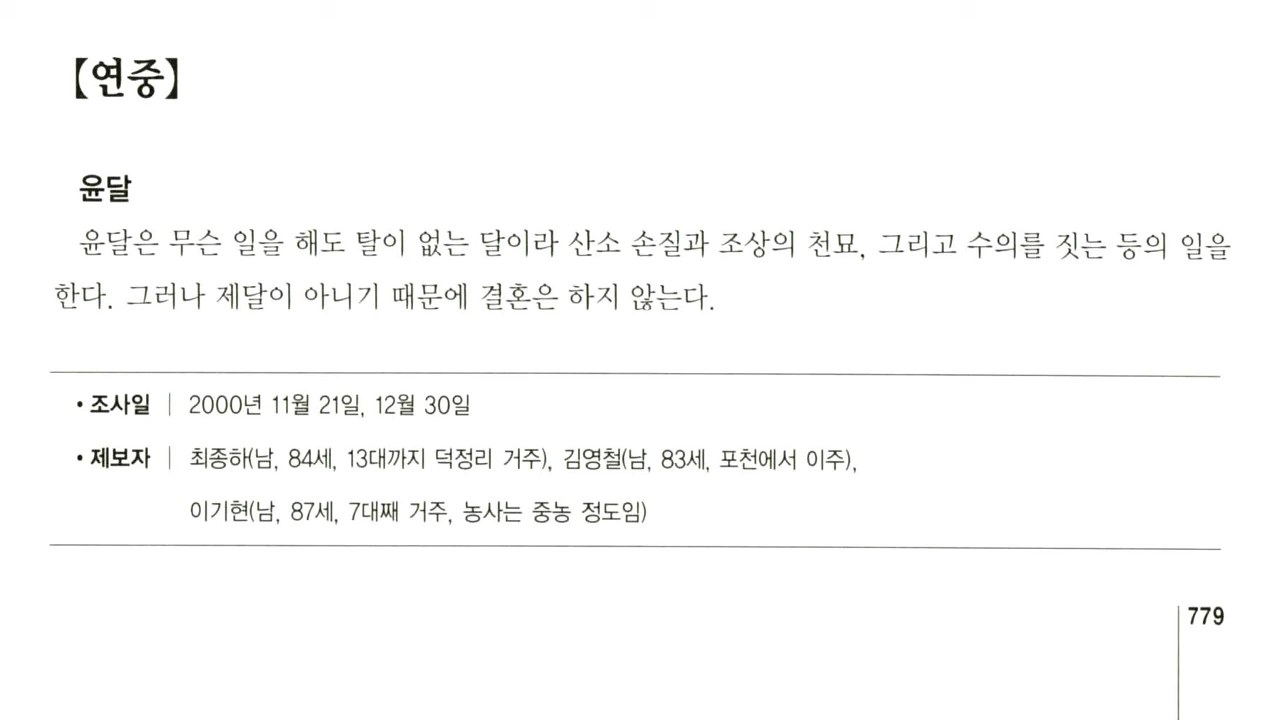 【연중】
윤달
윤달은 무슨 일을 해도 탈이 없는 달이라 산소 손질과 조상의 천묘, 그리고 수의를 짓는 등의 일을
한다. 그러나 제달이 아니기 때문에 결혼은 하지 않는다.
• 조사일 | 2000년 11월 21일, 12월 30일
• 제보자 | 최종하(남, 84세, 13대까지 덕정리 거주), 김영철(남, 83세, 포천에서 이주),
이기현(남, 87세, 7대째 거주, 농사는 중농 정도임)
779